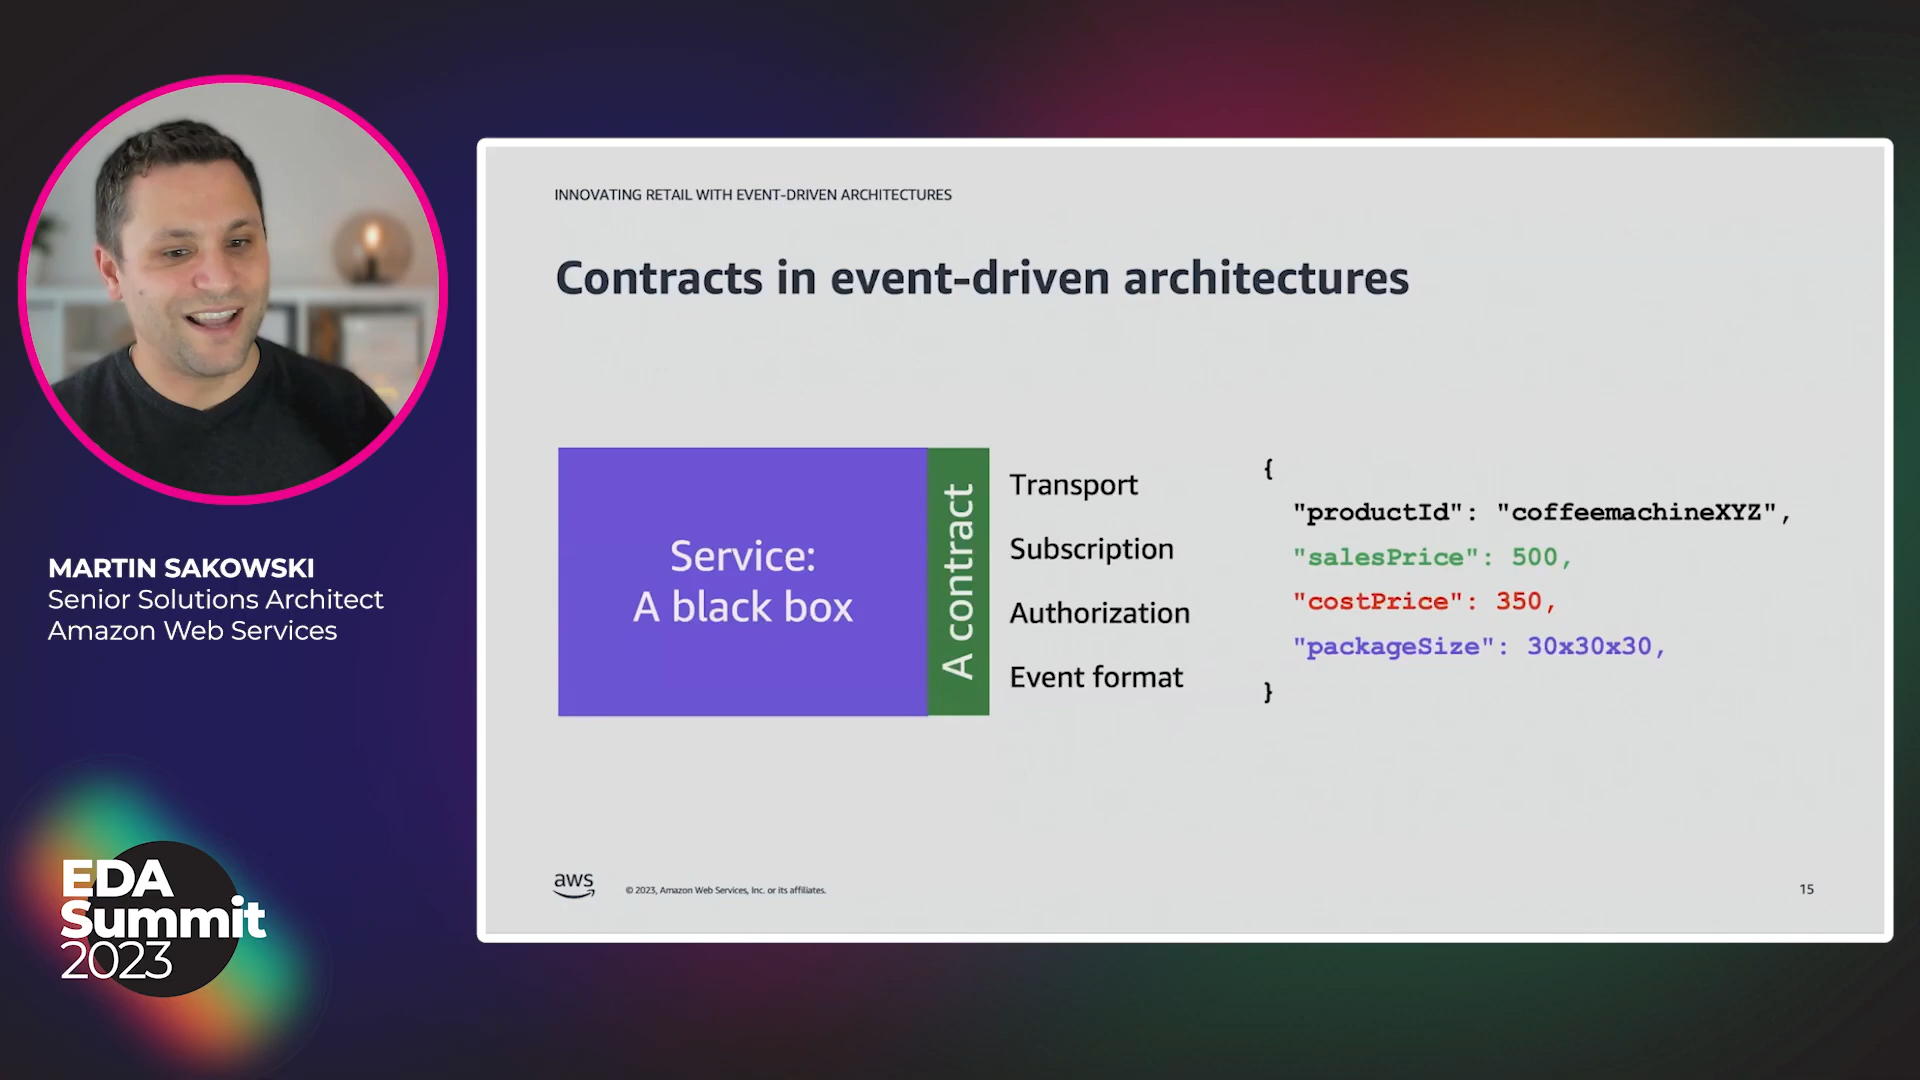 INNOVATING RETAIL WITH EVENT-DRIVEN ARCHITECTURES
Contracts in event-driven architectures
Service:
A black box
A contract
Transport
Subscription
Authorization
Event format
{
"productId": "coffeemachineXYZ",
"salesPrice": 500,
"costPrice": 350,
"packageSize": 30x30x30,
}
aws
© 2023, Amazon Web Services, Inc. or its affiliates.
15
MARTIN SAKOWSKI
Senior Solutions Architect
Amazon Web Services
EDA
Summit
2023